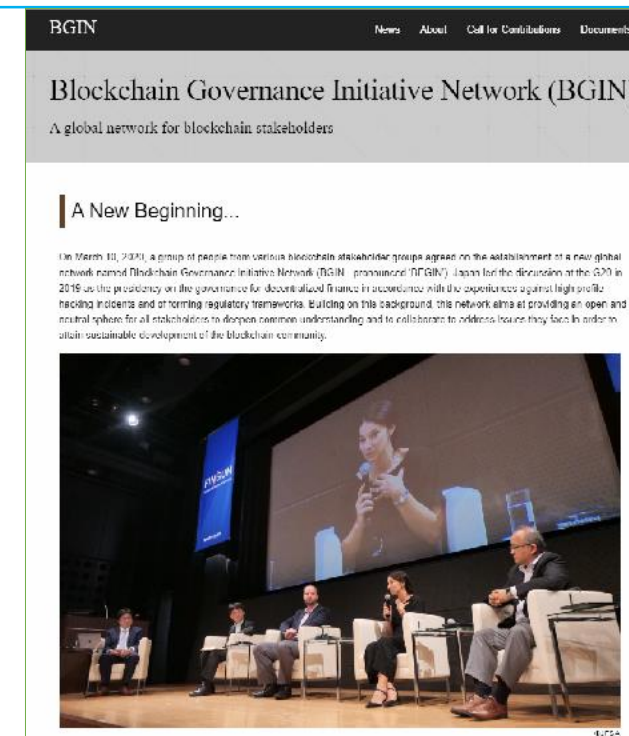 BGIN
News About Call for Contributions Documents
Blockchain Governance Initiative Network (BGIN
A global network for blockchain stakeholders
A New Beginning...
On March 10, 2020, a group of people from various blockchain stakeholder groups agreed on the establishment of a new global
network named Blockchain Governance Initiative Network (BGIN - pronounced 'BEGIN'). Japan led the discussion at the G20 in
2019 as the presidency on the governance for decentralized finance in accordance with the experiences against high profile
hacking incidents and of forming regulatory frameworks. Building on this background, this network aims at providing an open and
neutral sphere for all stakeholders to deepen common understanding and to collaborate to address issues they face in order to
attain sustainable development of the blockchain community.